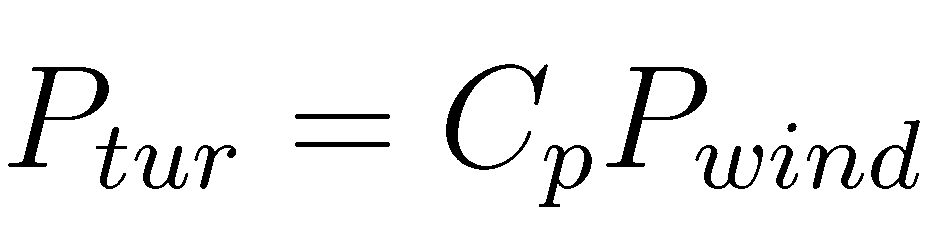 P_{tur} = C_p P_{wind}